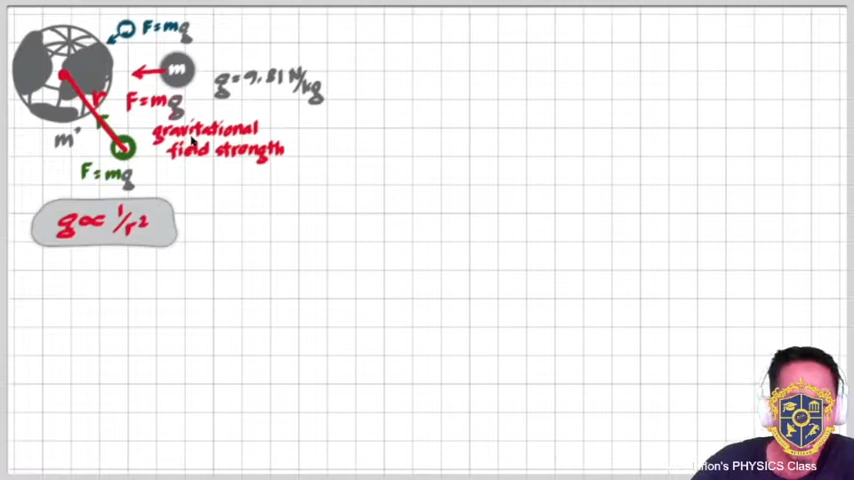 F=mg
m
F=mg
g=9.81 N/kg
r
r
m
gravitational
field strength
F=mg
g∝ 1/r²
's PHYSICS Class